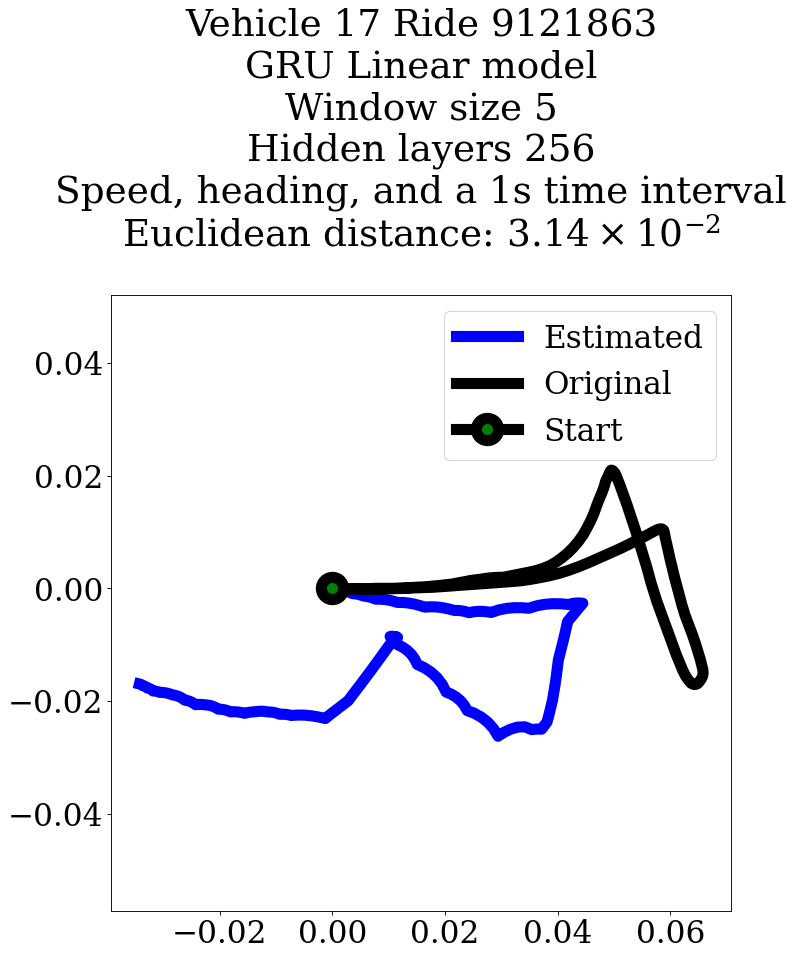 Vehicle 17 Ride 9121863
GRU Linear model
Window size 5
Hidden layers 256
Speed, heading, and a 1s time interval
Euclidean distance: 3.14 × 10⁻²
Estimated
Original
Start
0.04
0.02
0.00
−0.02
−0.04
−0.02 0.00 0.02 0.04 0.06